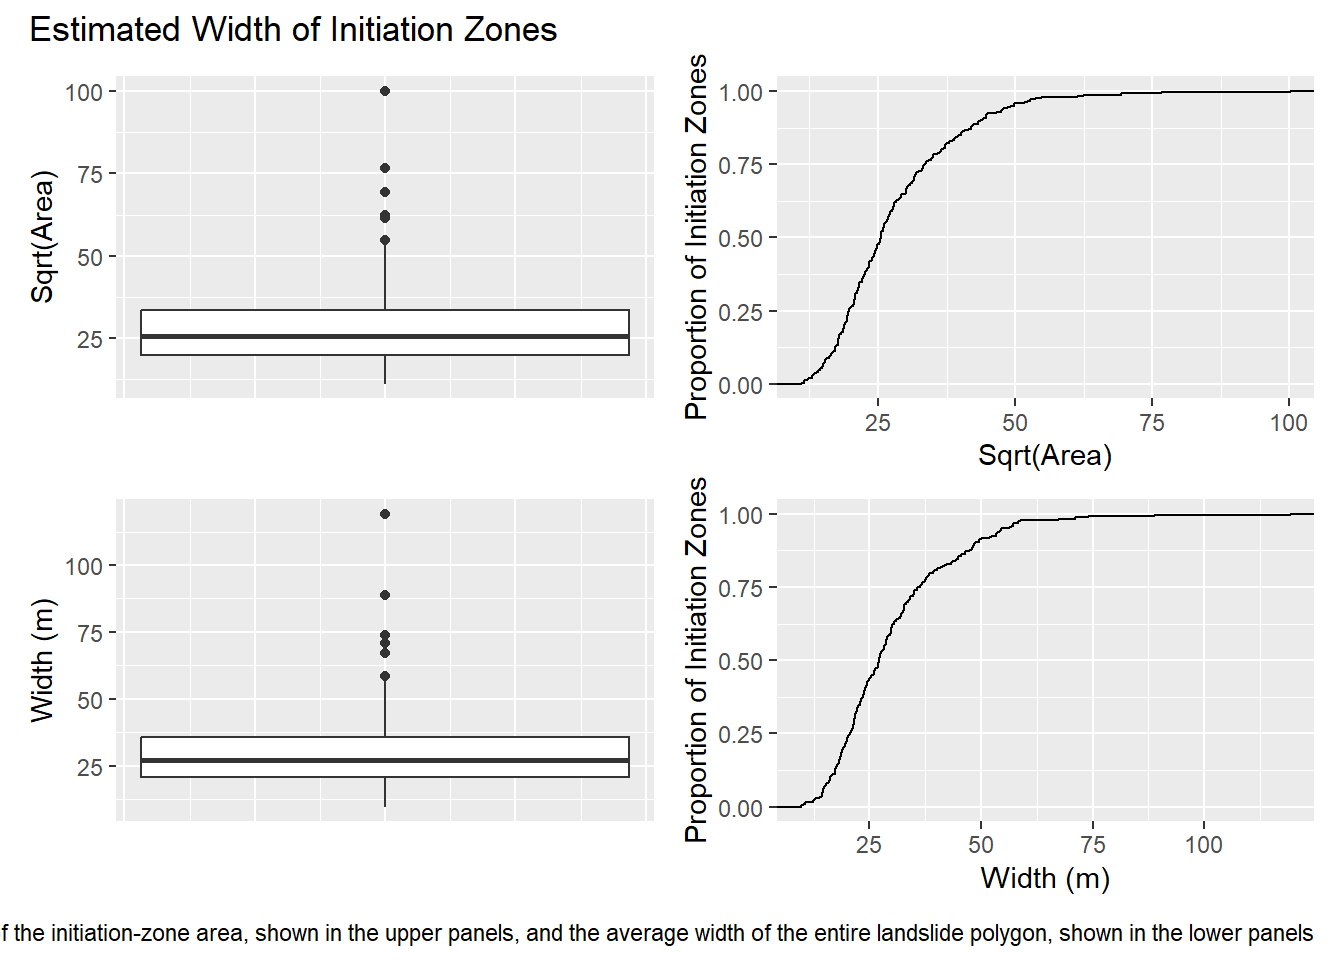 Estimated Width of Initiation Zones
Sqrt(Area)
100
75
50
25
Proportion of Initiation Zones
1.00
0.75
0.50
0.25
0.00
25 50 75 100
Sqrt(Area)
Width (m)
100
75
50
25
Proportion of Initiation Zones
1.00
0.75
0.50
0.25
0.00
25 50 75 100
Width (m)
f the initiation-zone area, shown in the upper panels, and the average width of the entire landslide polygon, shown in the lower panels